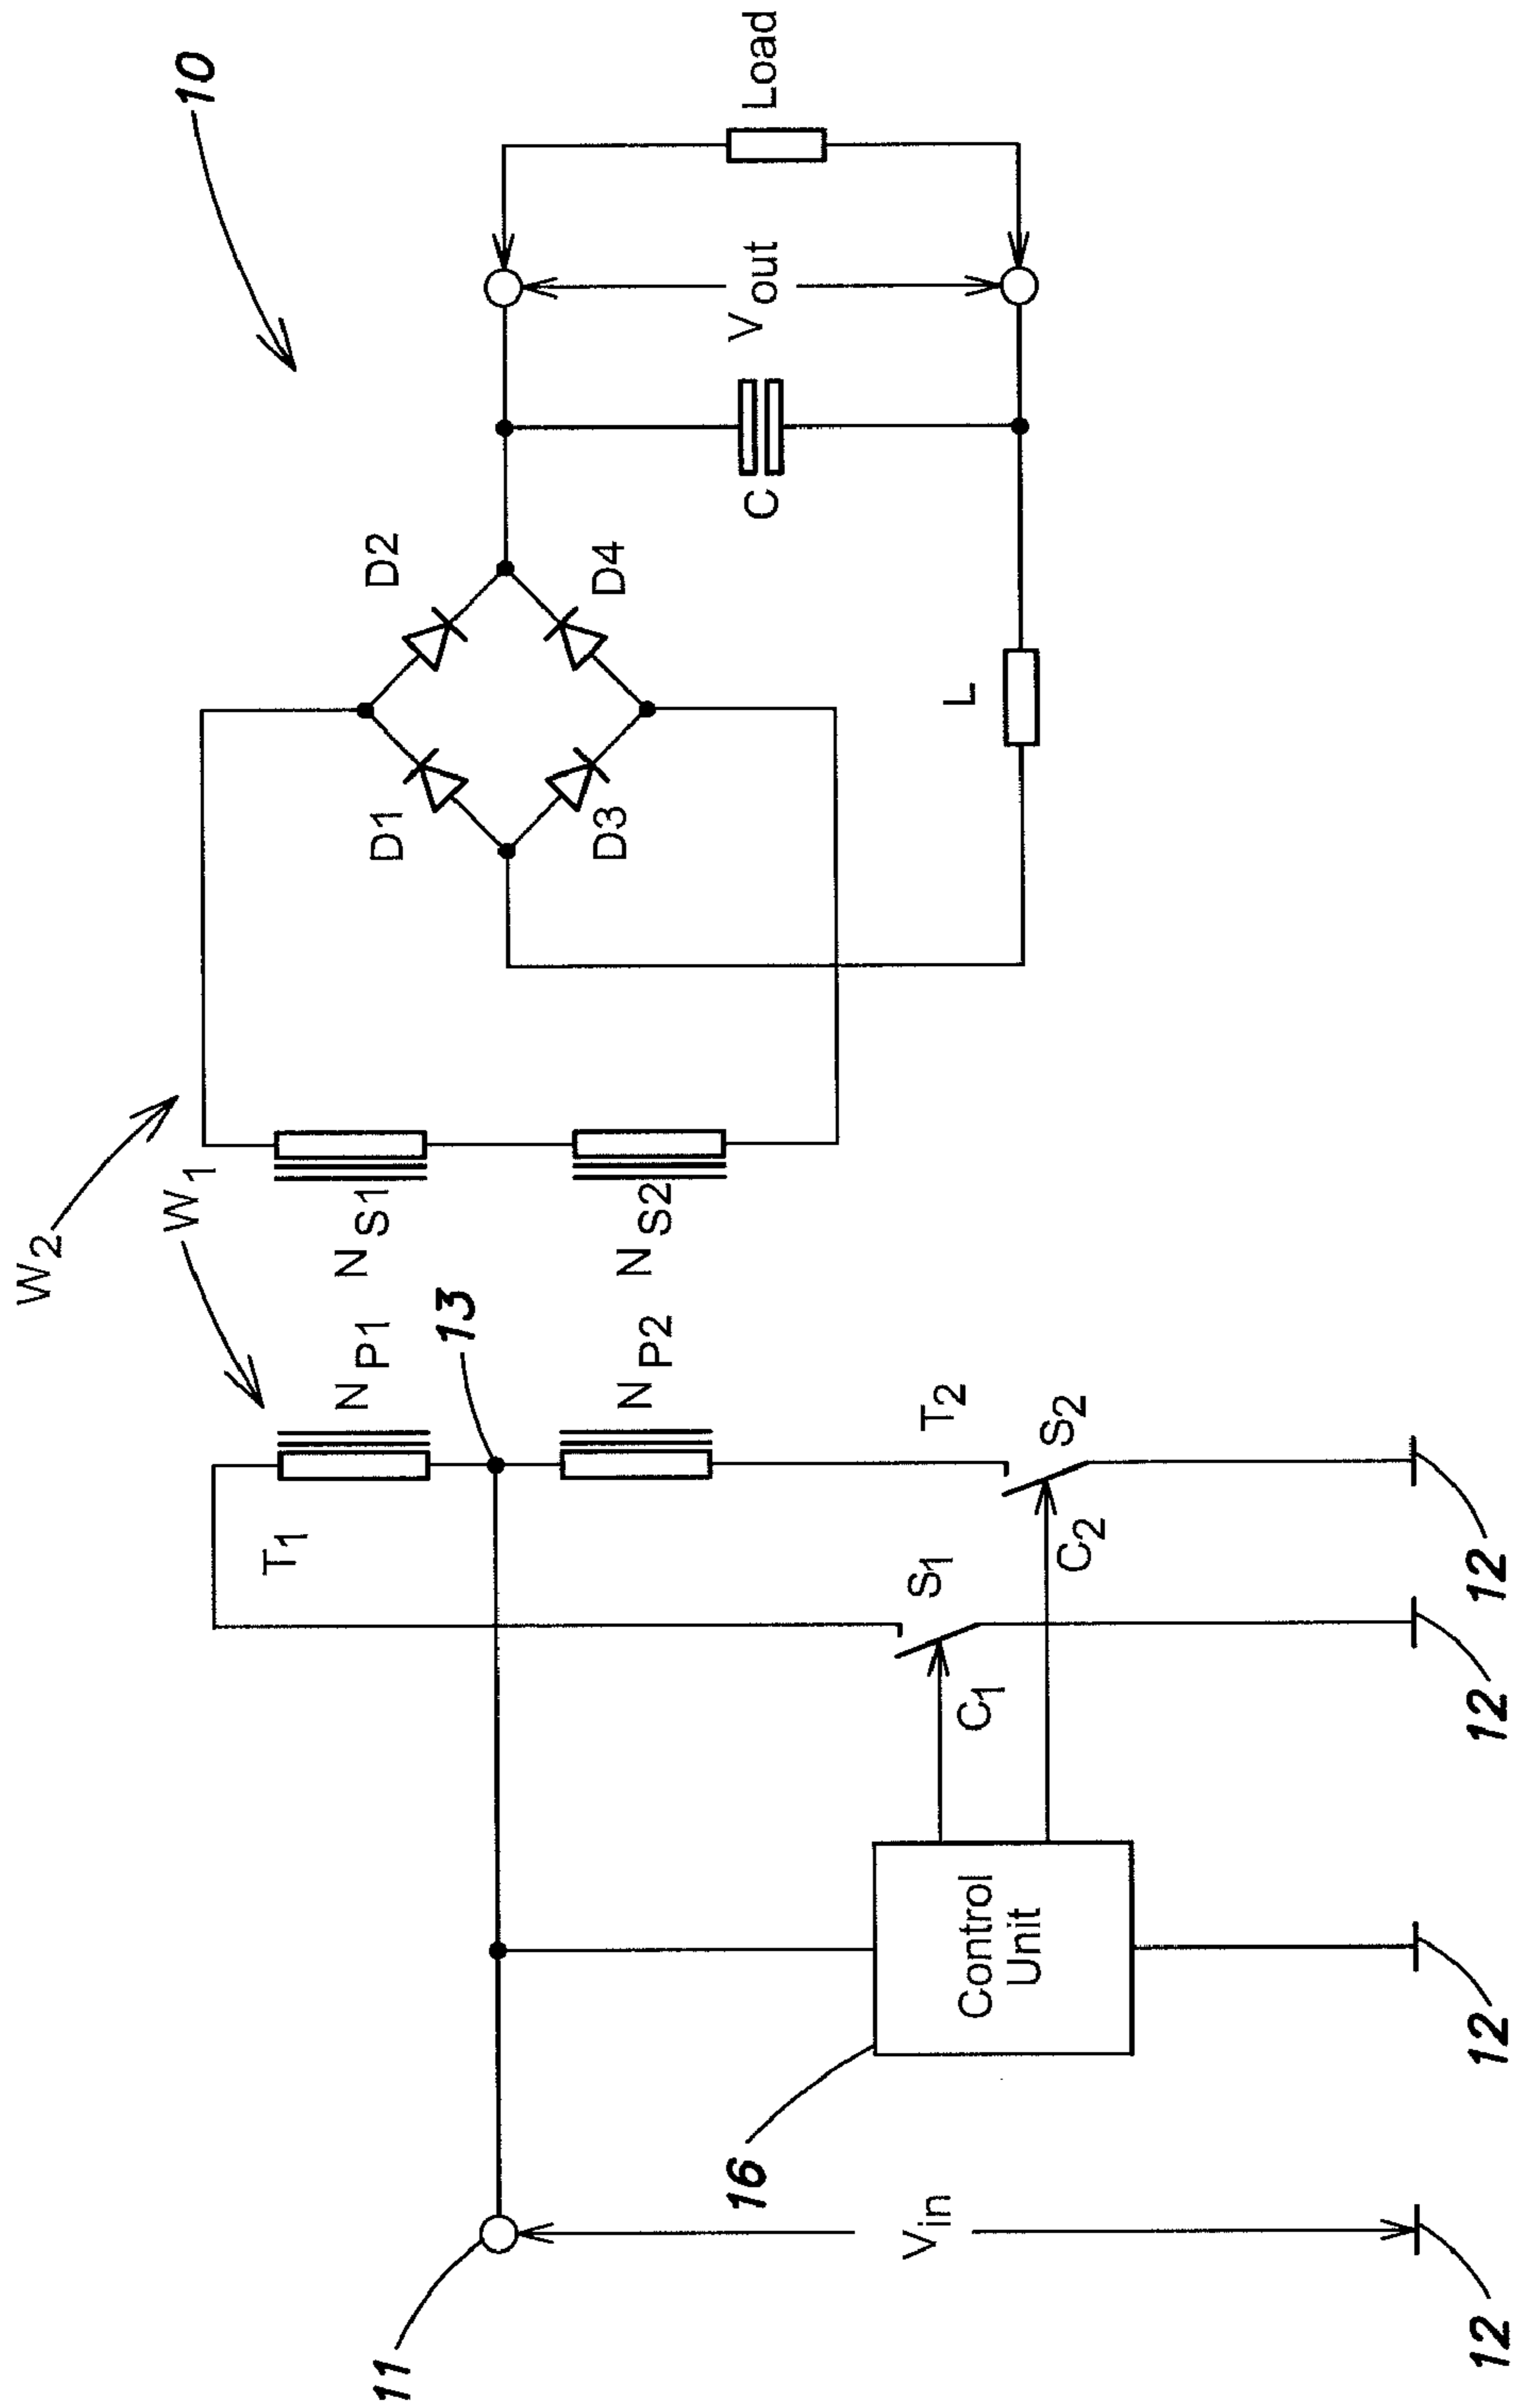 10
W2
W1
T1
NP1
NS1
13
NP2
NS2
D1
D2
D3
D4
C
Vout
Load
L
11
Vin
16
Control
Unit
C1
S1
C2
S2
T2
12
12
12
12